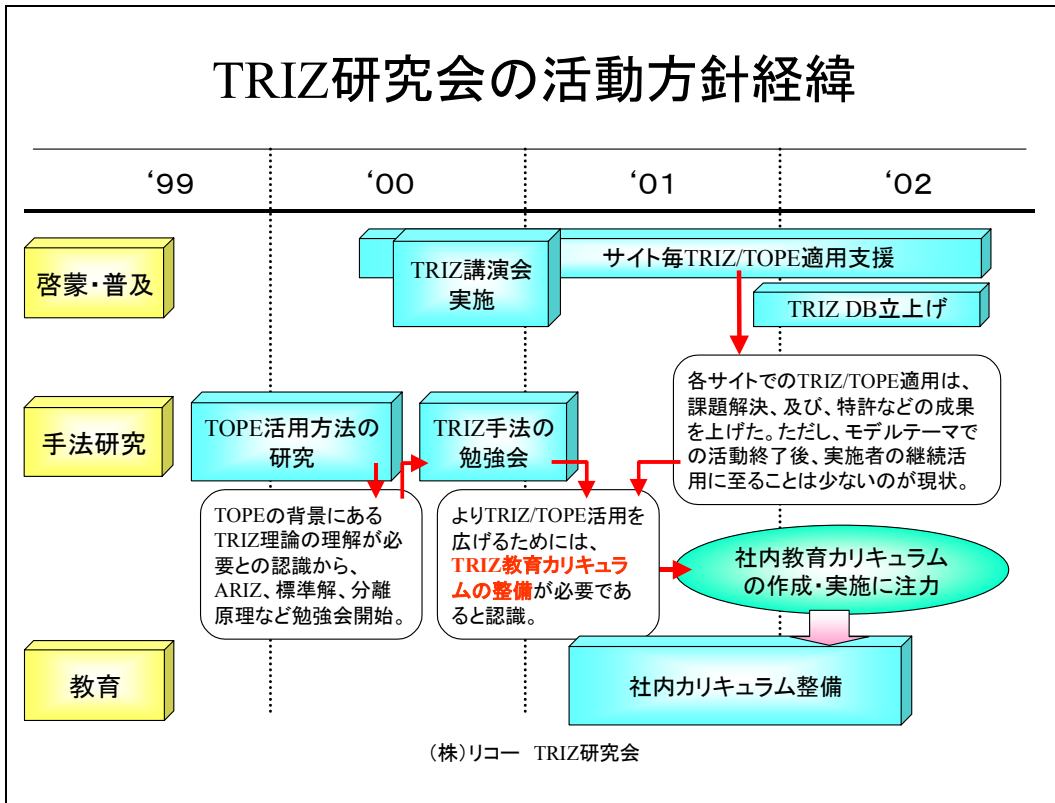 TRIZ研究会の活動方針経緯
‘99
‘00
‘01
‘02
啓蒙・普及
TRIZ講演会
実施
サイト毎TRIZ/TOPE適用支援
TRIZ DB立上げ
手法研究
TOPE活用方法の
研究
TRIZ手法の
勉強会
各サイトでのTRIZ/TOPE適用は、
課題解決、及び、特許などの成果
を上げた。ただし、モデルテーマで
の活動終了後、実施者の継続活
用に至ることは少ないのが現状。
TOPEの背景にある
TRIZ理論の理解が必
要との認識から、
ARIZ、標準解、分離
原理など勉強会開始。
よりTRIZ/TOPE活用を
広げるためには、
TRIZ教育カリキュラ
ムの整備が必要であ
ると認識。
社内教育カリキュラム
の作成・実施に注力
教育
社内カリキュラム整備
（株）リコー TRIZ研究会